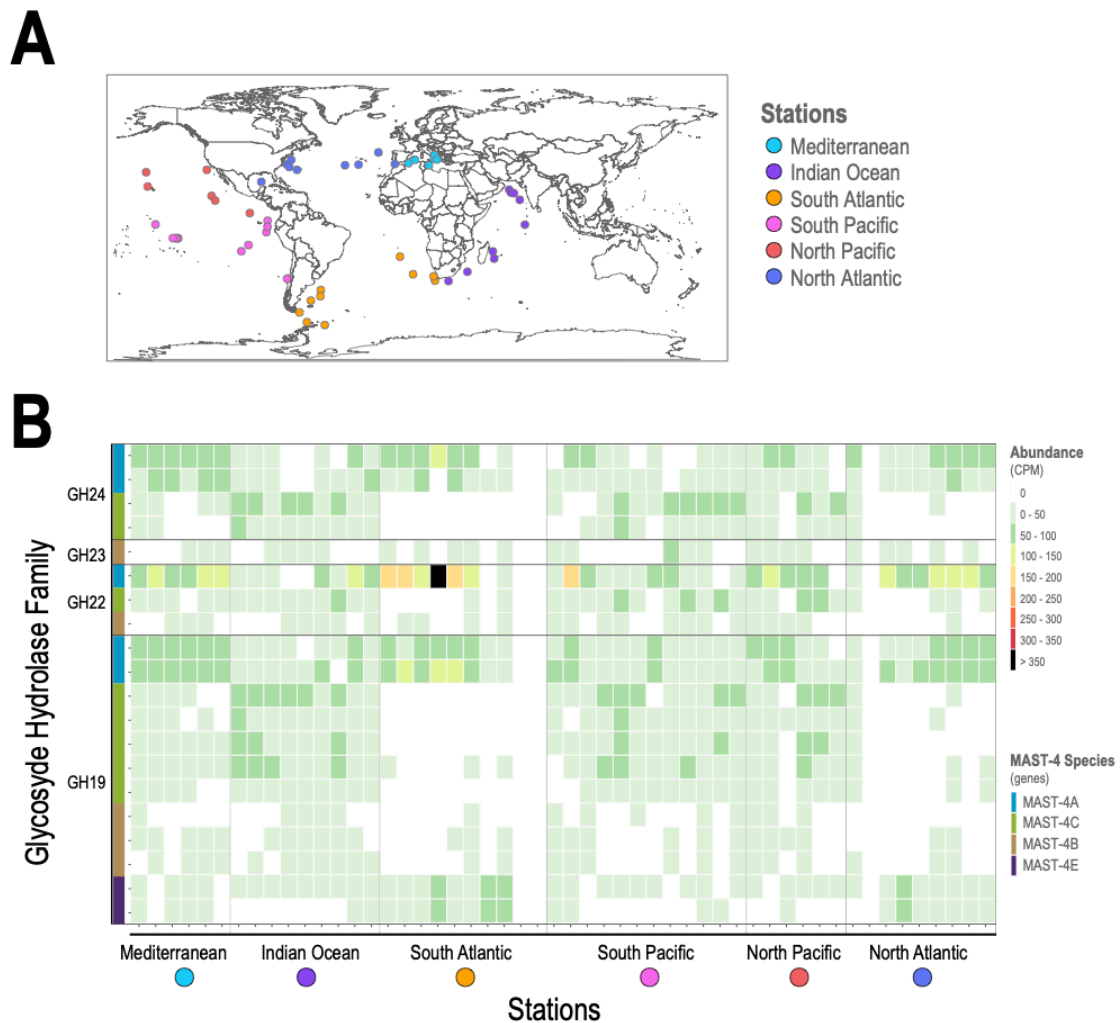 A
Stations
Mediterranean
Indian Ocean
South Atlantic
South Pacific
North Pacific
North Atlantic
B
Glycosyde Hydrolase Family
GH24
GH23
GH22
GH19
Abundance
(CPM)
0
0 - 50
50 - 100
100 - 150
150 - 200
200 - 250
250 - 300
300 - 350
> 350
MAST-4 Species
(genes)
MAST-4A
MAST-4C
MAST-4B
MAST-4E
Mediterranean
Indian Ocean
South Atlantic
South Pacific
North Pacific
North Atlantic
Stations